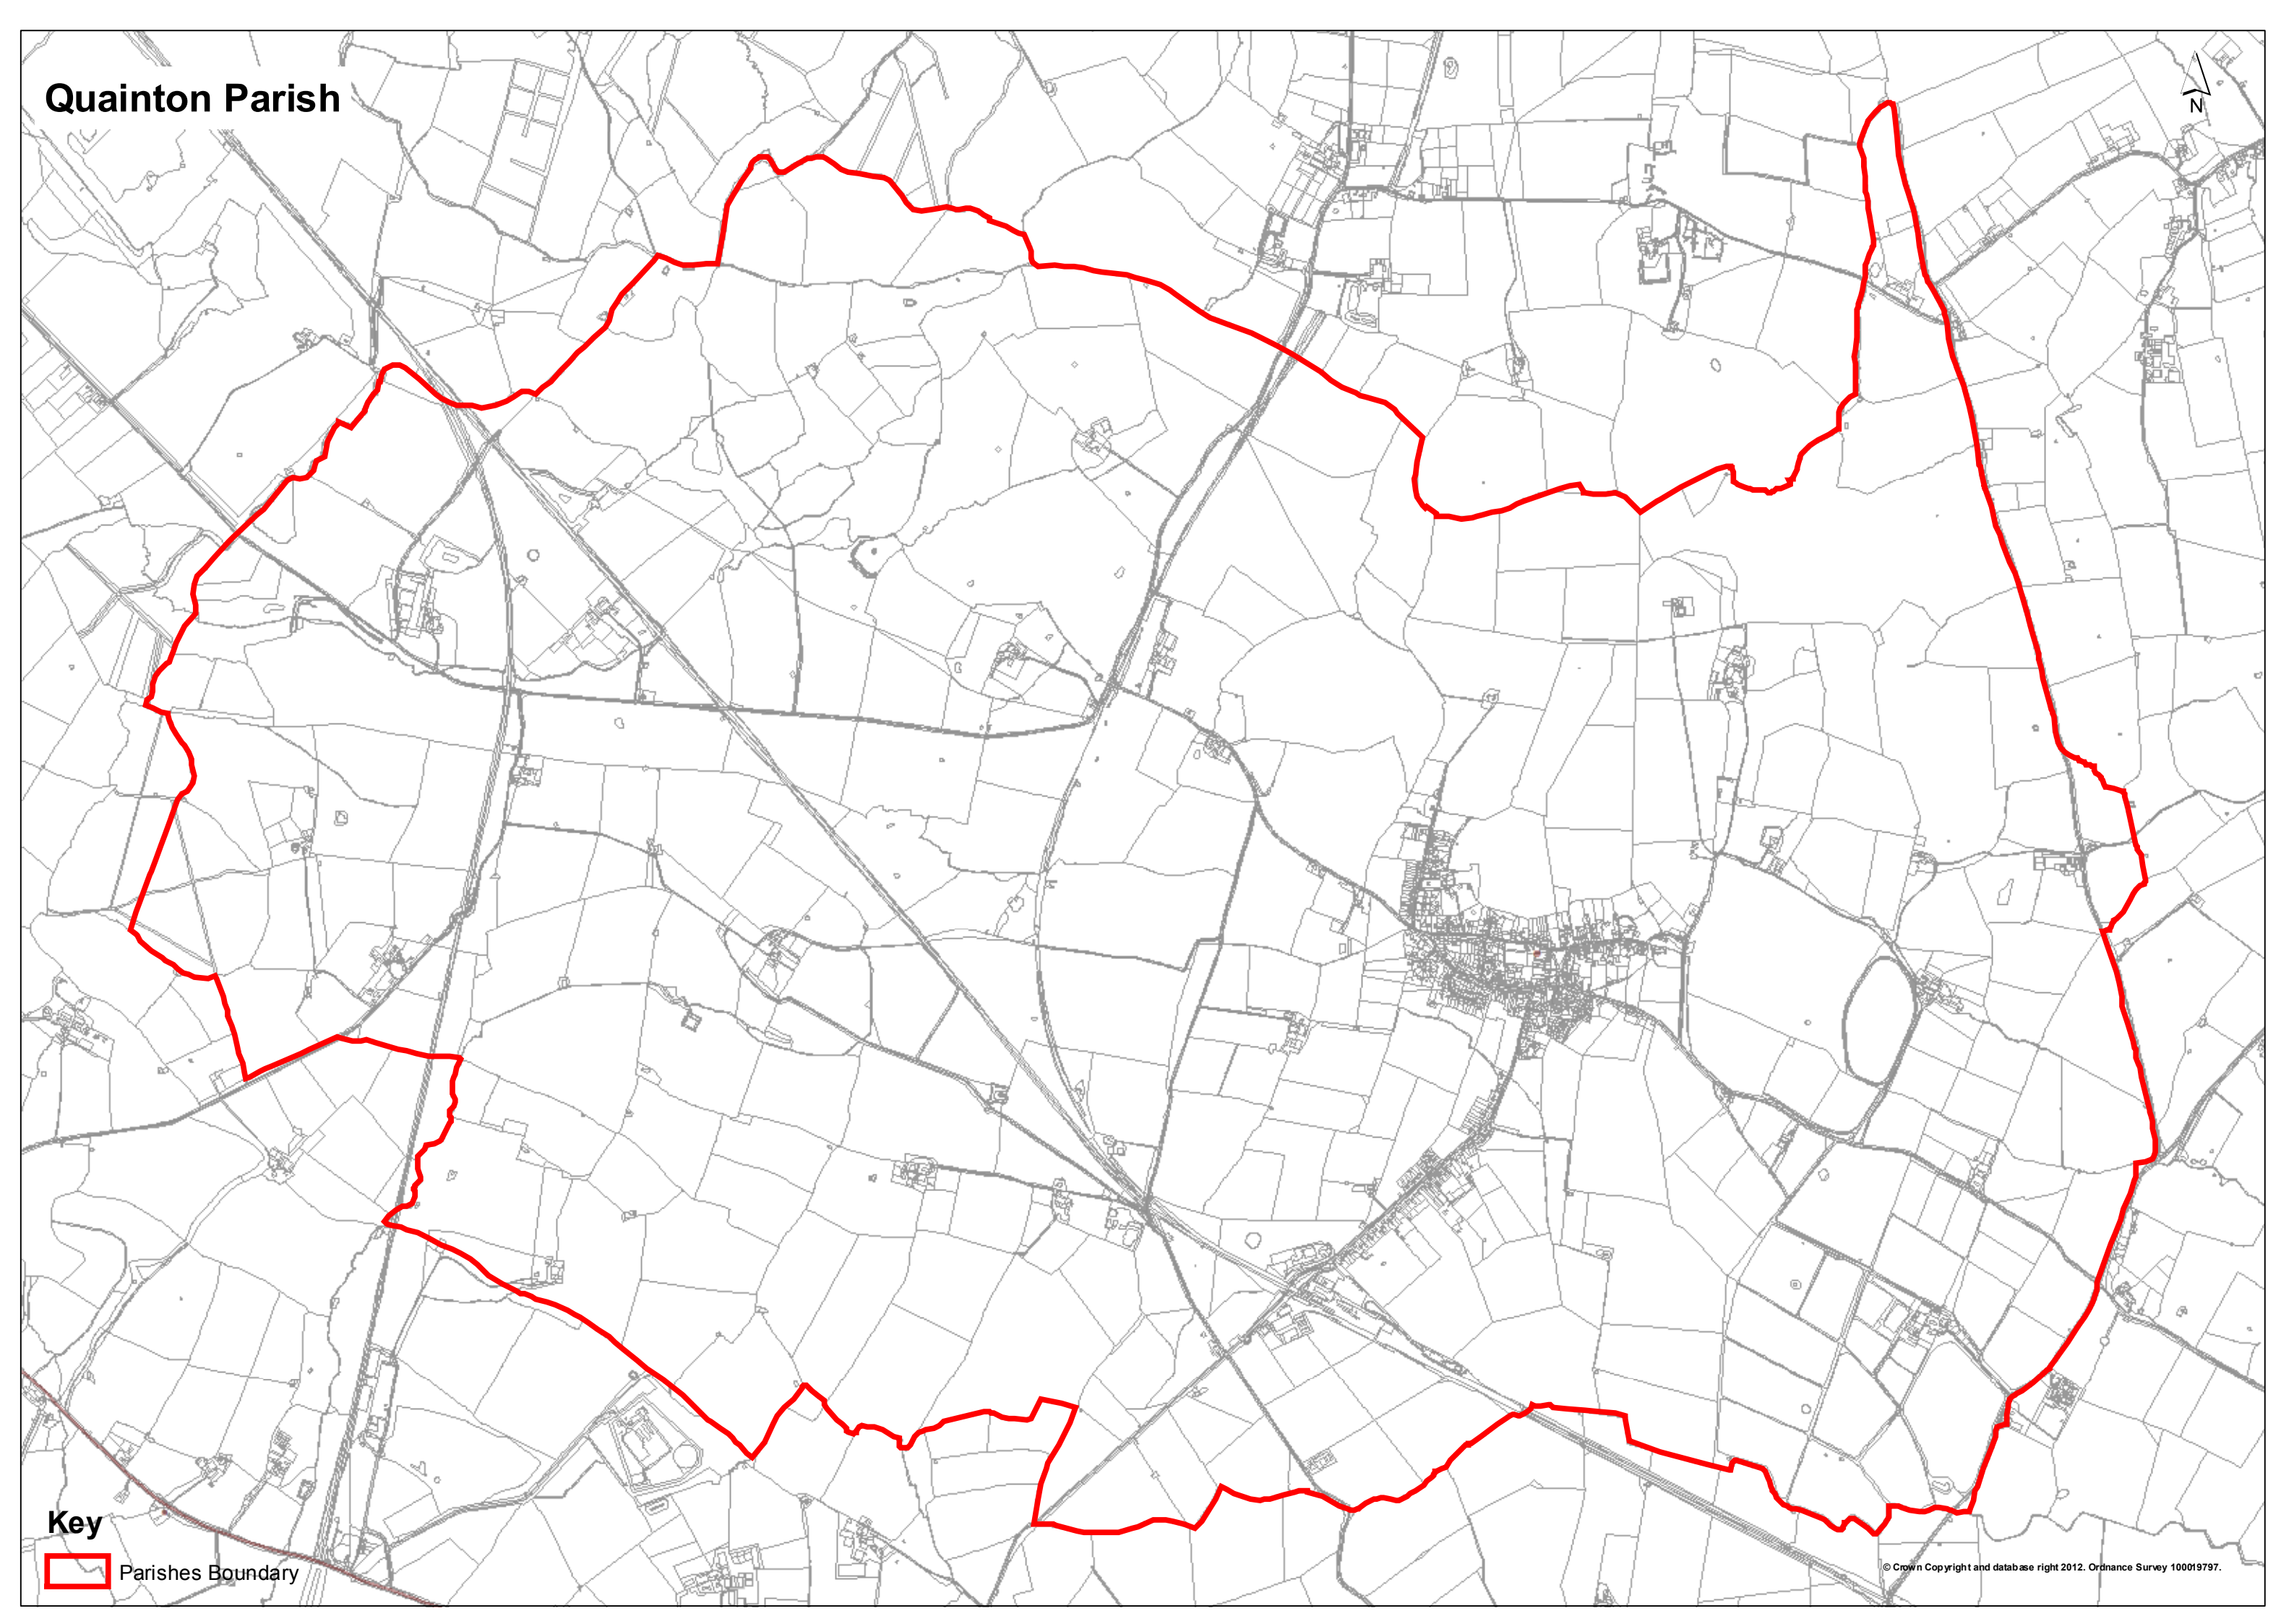 Quainton Parish
N
Key
Parishes Boundary
© Crown Copyright and database right 2012. Ordnance Survey 100019797.